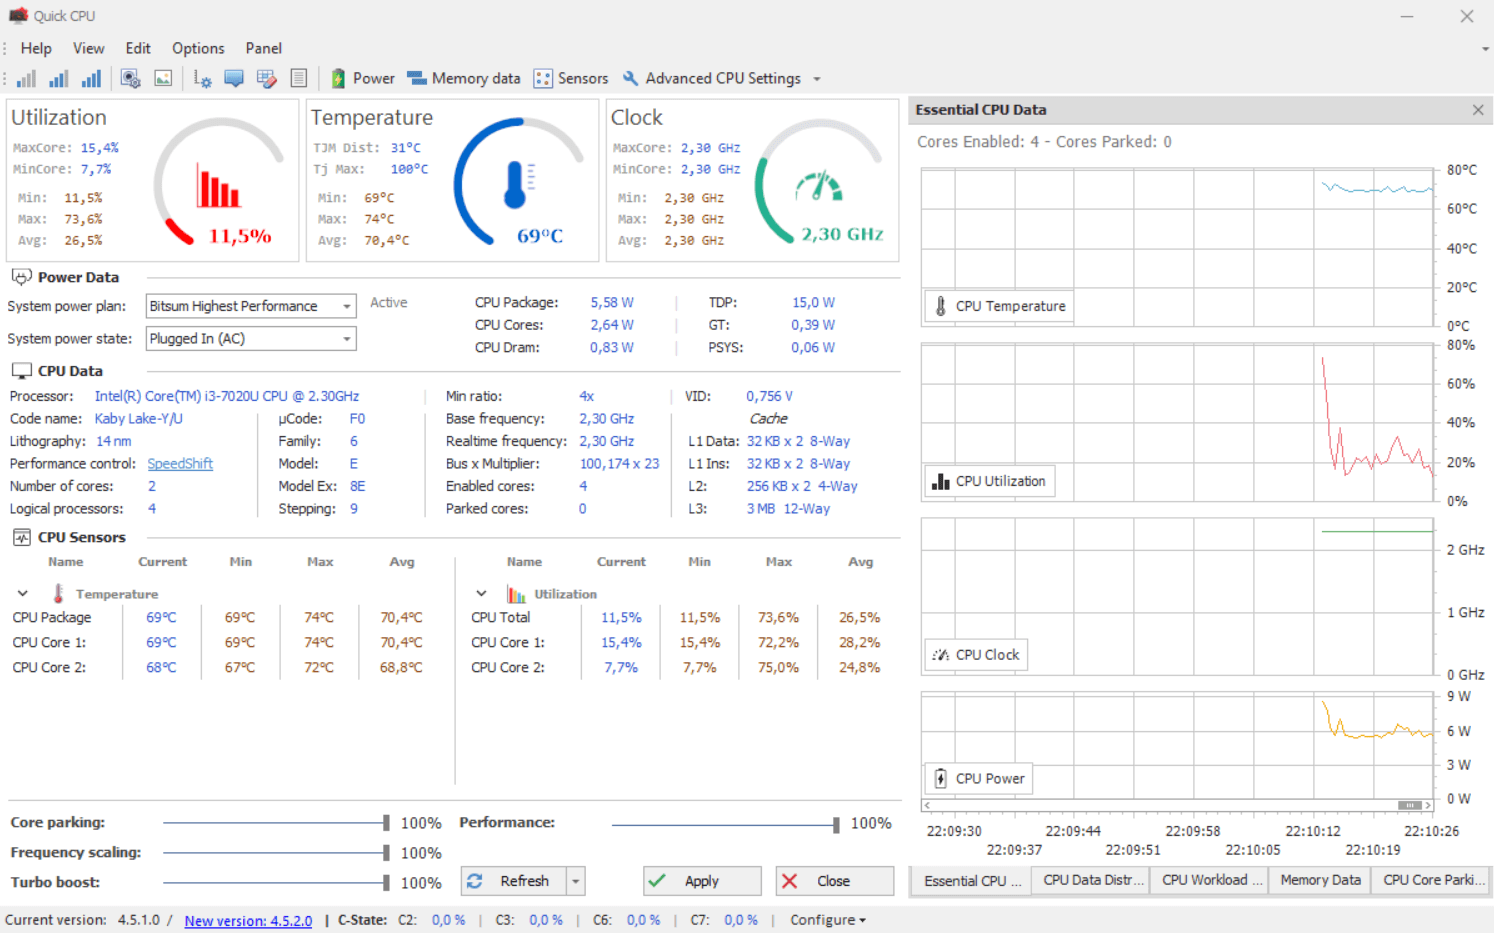 Quick CPU
Help View Edit Options Panel
Power Memory data Sensors Advanced CPU Settings
Utilization
MaxCore: 15,4%
MinCore: 7,7%
Min: 11,5%
Max: 73,6%
Avg: 26,5%
11,5%
Temperature
TJM Dist: 31°C
Tj Max: 100°C
Min: 69°C
Max: 74°C
Avg: 70,4°C
69°C
Clock
MaxCore: 2,30 GHz
MinCore: 2,30 GHz
Min: 2,30 GHz
Max: 2,30 GHz
Avg: 2,30 GHz
2,30 GHz
Power Data
System power plan: Bitsum Highest Performance Active
System power state: Plugged In (AC)
CPU Package: 5,58 W | TDP: 15,0 W
CPU Cores: 2,64 W | GT: 0,39 W
CPU Dram: 0,83 W | PSYS: 0,06 W
CPU Data
Processor: Intel(R) Core(TM) i3-7020U CPU @ 2.30GHz
Code name: Kaby Lake-Y/U
Lithography: 14 nm
Performance control: SpeedShift
Number of cores: 2
Logical processors: 4
µCode: F0
Family: 6
Model: E
Model Ex: 8E
Stepping: 9
Min ratio: 4x
Base frequency: 2,30 GHz
Realtime frequency: 2,30 GHz
Bus x Multiplier: 100,174 x 23
Enabled cores: 4
Parked cores: 0
VID: 0,756 V
Cache
L1 Data: 32 KB x 2 8-Way
L1 Ins: 32 KB x 2 8-Way
L2: 256 KB x 2 4-Way
L3: 3 MB 12-Way
CPU Sensors
Name Current Min Max Avg
Temperature
CPU Package 69°C 69°C 74°C 70,4°C
CPU Core 1: 69°C 69°C 74°C 70,4°C
CPU Core 2: 68°C 67°C 72°C 68,8°C
Name Current Min Max Avg
Utilization
CPU Total 11,5% 11,5% 73,6% 26,5%
CPU Core 1: 15,4% 15,4% 72,2% 28,2%
CPU Core 2: 7,7% 7,7% 75,0% 24,8%
Core parking: 100%
Frequency scaling: 100%
Turbo boost: 100%
Performance: 100%
Refresh Apply Close
Essential CPU Data
Cores Enabled: 4 - Cores Parked: 0
80°C
60°C
40°C
20°C
0°C
CPU Temperature
80%
60%
40%
20%
0%
CPU Utilization
2 GHz
1 GHz
0 GHz
CPU Clock
9 W
6 W
3 W
0 W
CPU Power
22:09:30 22:09:44 22:09:58 22:10:12 22:10:26
22:09:37 22:09:51 22:10:05 22:10:19
Essential CPU ... CPU Data Distr... CPU Workload ... Memory Data CPU Core Parki...
Current version: 4.5.1.0 / New version: 4.5.2.0 | C-State: C2: 0,0 % | C3: 0,0 % | C6: 0,0 % | C7: 0,0 % | Configure